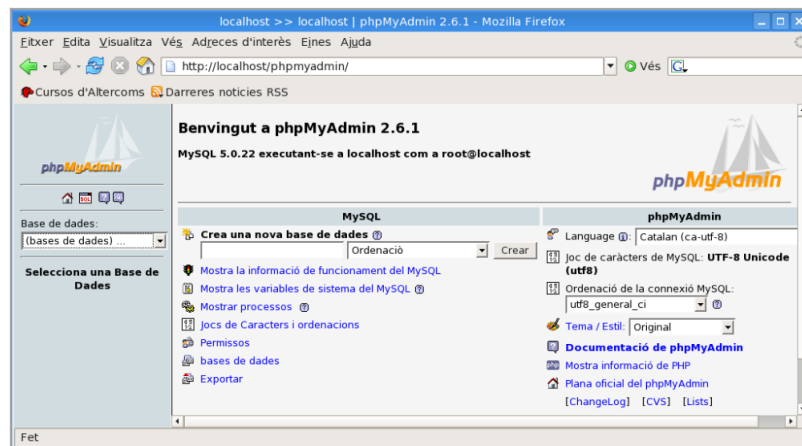 localhost >> localhost | phpMyAdmin 2.6.1 - Mozilla Firefox
Eitxer Edita Visualitza Vés Adreces d'interès Eines Ajuda
http://localhost/phpmyadmin/
Vés
Cursos d'Altercoms
Darreres noticies RSS
phpMyAdmin
Base de dades:
(bases de dades) ...
Selecciona una Base de
Dades
Benvingut a phpMyAdmin 2.6.1
MySQL 5.0.22 executant-se a localhost com a root@localhost
phpMyAdmin
MySQL
Crea una nova base de dades
Ordenació
Crear
Mostra la informació de funcionament del MySQL
Mostra les variables de sistema del MySQL
Mostrar processos
Jocs de Caracters i ordenacions
Permissos
bases de dades
Exportar
phpMyAdmin
Language : Catalan (ca-utf-8)
Joc de caràcters de MySQL: UTF-8 Unicode
(utf8)
Ordenación de la connexió MySQL:
utf8_general_ci
Tema / Estil: Original
Documentació de phpMyAdmin
Mostra informació de PHP
Plana oficial del phpMyAdmin
[ChangeLog] [CVS] [Lists]
Fet